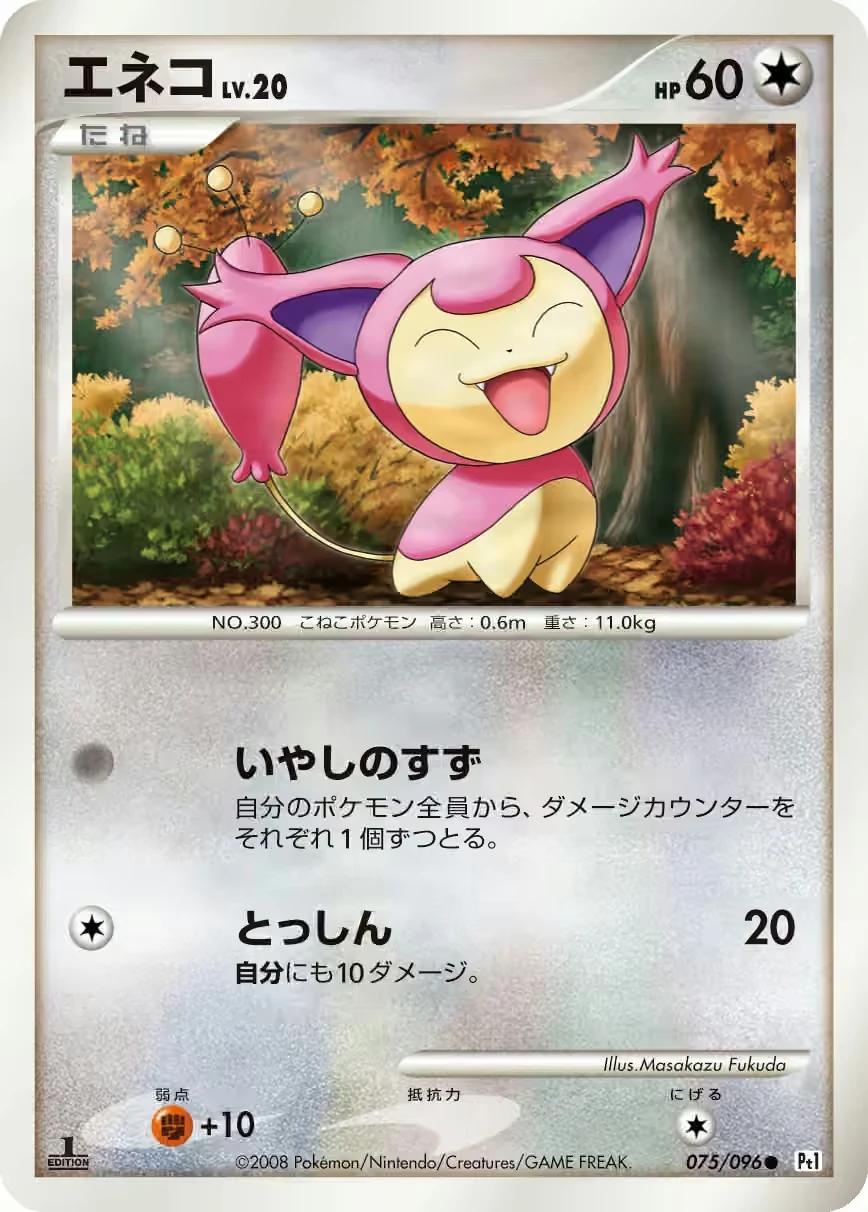 エネコ LV.20 HP 60
たね
NO.300 こねこポケモン 高さ:0.6m 重さ:11.0kg
いやしのすず
自分のポケモン全員から、ダメージカウンターを
それぞれ1個ずつとる。
とっしん 20
自分にも10ダメージ。
Illus.Masakazu Fukuda
弱点 抵抗力 にげる
+10
1 EDITION
©2008 Pokémon/Nintendo/Creatures/GAME FREAK. 075/096 Pt1